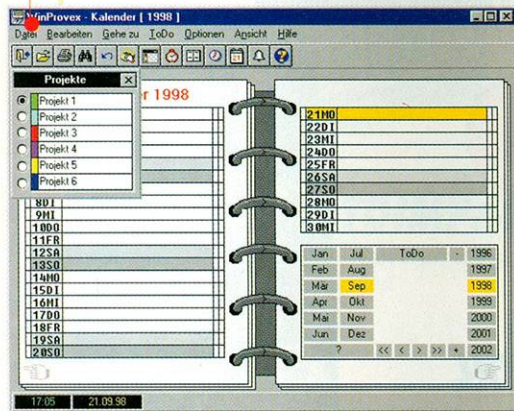 WinProvex - Kalender [ 1998 ]
Datei Bearbeiten Gehe zu ToDo Optionen Ansicht Hilfe
Projekte
Projekt 1
Projekt 2
Projekt 3
Projekt 4
Projekt 5
Projekt 6
1998
8DI
9MI
10DO
11FR
12SA
13SO
14MO
15DI
16MI
17DO
18FR
19SA
20SO
21MO
22DI
23MI
24DO
25FR
26SA
27SO
28MO
29DI
30MI
Jan Jul ToDo - 1996
Feb Aug 1997
Mär Sep 1998
Apr Okt 1999
Mai Nov 2000
Jun Dez 2001
? << < > >> + 2002
17:05 21.09.98